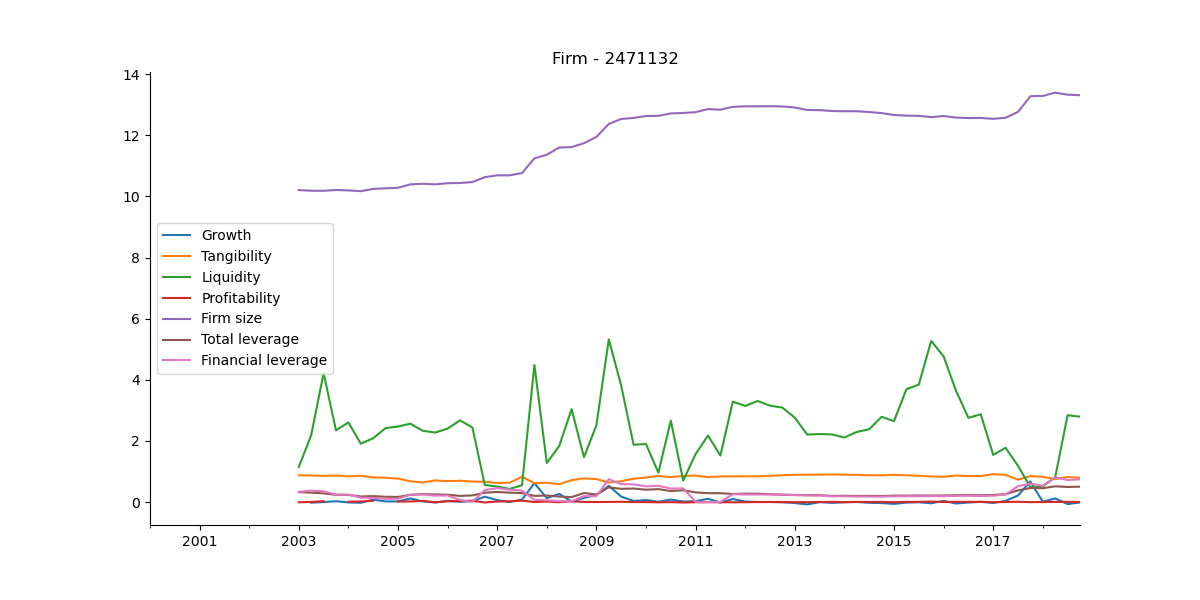 Firm - 2471132
14
12
10
8
6
4
2
0
Growth
Tangibility
Liquidity
Profitability
Firm size
Total leverage
Financial leverage
2001 2003 2005 2007 2009 2011 2013 2015 2017